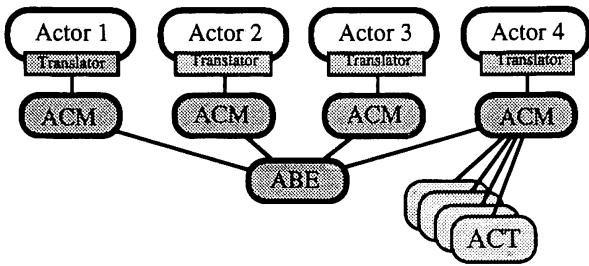 Actor 1 Actor 2 Actor 3 Actor 4
Translator Translator Translator Translator
ACM ACM ACM ACM
ABE
ACT